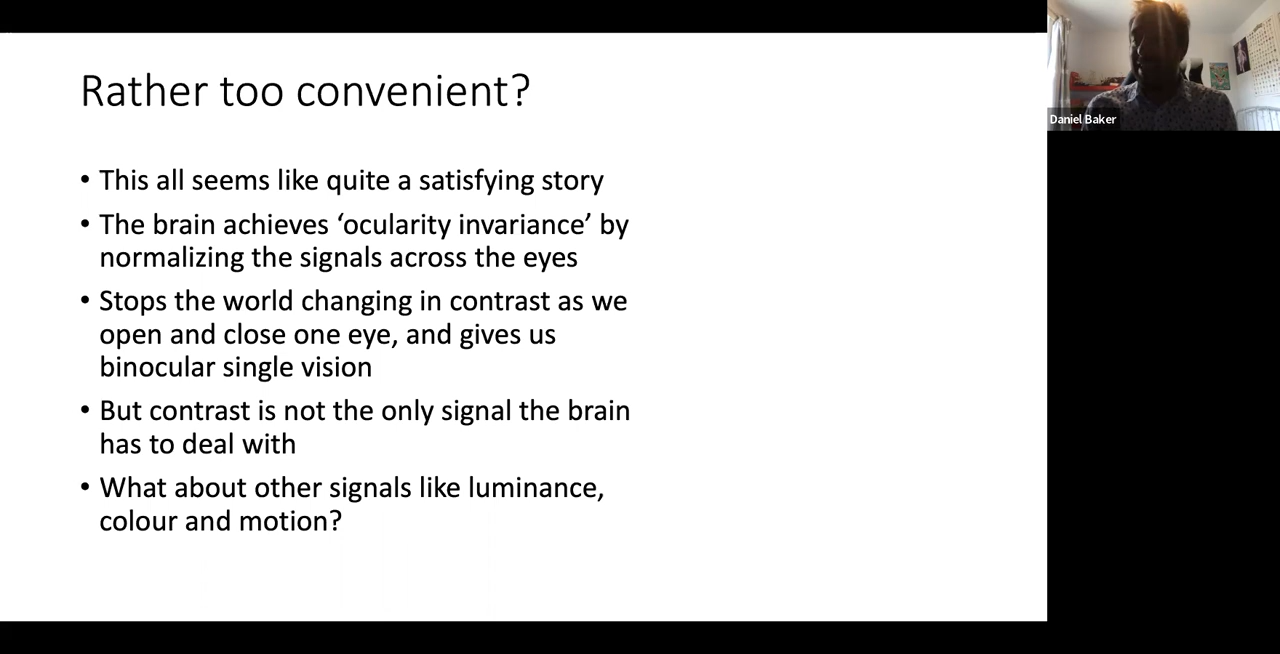 Rather too convenient?
• This all seems like quite a satisfying story
• The brain achieves ‘ocularity invariance’ by
normalizing the signals across the eyes
• Stops the world changing in contrast as we
open and close one eye, and gives us
binocular single vision
• But contrast is not the only signal the brain
has to deal with
• What about other signals like luminance,
colour and motion?
Daniel Baker